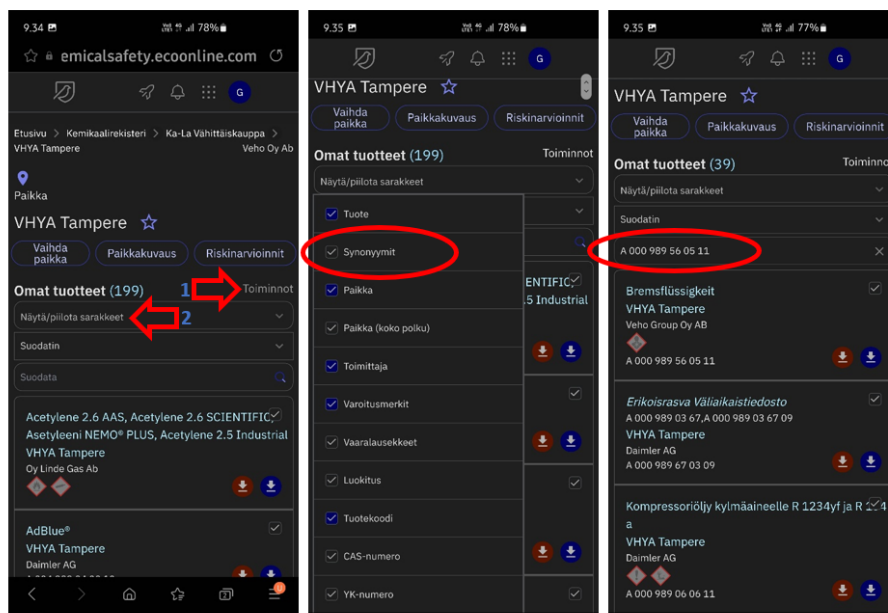 9.34
78%
emicalsafety.ecoonline.com
G
Etusivu > Kemikaalirekisteri > Ka-La Vähittäiskauppa >
VHYA Tampere
Veho Oy Ab
Paikka
VHYA Tampere
Vaihda
paikka
Paikkakuvaus
Riskinarvioinnit
Omat tuotteet (199)
1
Toiminnot
Näytä/piilota sarakkeet
2
Suodatin
Suodata
Acetylene 2.6 AAS, Acetylene 2.6 SCIENTIFIC,
Asetyleeni NEMO® PLUS, Acetylene 2.5 Industrial
VHYA Tampere
Oy Linde Gas Ab
AdBlue®
VHYA Tampere
Daimler AG
9.35
78%
G
VHYA Tampere
Vaihda
paikka
Paikkakuvaus
Riskinarvioinnit
Omat tuotteet (199)
Toiminnot
Näytä/piilota sarakkeet
Tuote
Synonyymit
Paikka
ENTIFIC,
.5 Industrial
Paikka (koko polku)
Toimittaja
Varoitusmerkit
Vaaralausekkeet
Luokitus
Tuotekoodi
CAS-numero
YK-numero
9.35
77%
G
VHYA Tampere
Vaihda
paikka
Paikkakuvaus
Riskinarvioinnit
Omat tuotteet (39)
Toiminno
Näytä/piilota sarakkeet
Suodatin
A 000 989 56 05 11
Bremsflüssigkeit
VHYA Tampere
Veho Group Oy AB
A 000 989 56 05 11
Erikoisrasva Väliaikaistiedosto
A 000 989 03 67,A 000 989 03 67 09
VHYA Tampere
Daimler AG
A 000 989 67 03 09
Kompressoriöljy kylmäaineelle R 1234yf ja R
a
VHYA Tampere
Daimler AG
A 000 989 06 06 11